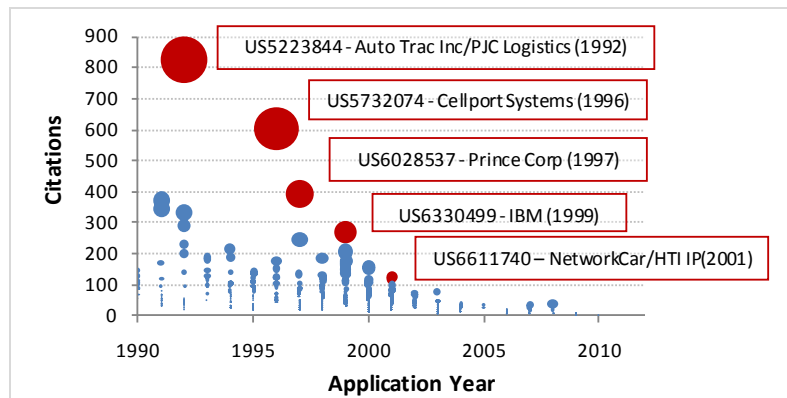 900
800
700
600
500
400
300
200
100
0
Citations
US5223844 - Auto Trac Inc/PJC Logistics (1992)
US5732074 - Cellport Systems (1996)
US6028537 - Prince Corp (1997)
US6330499 - IBM (1999)
US6611740 – NetworkCar/HTI IP(2001)
1990 1995 2000 2005 2010
Application Year